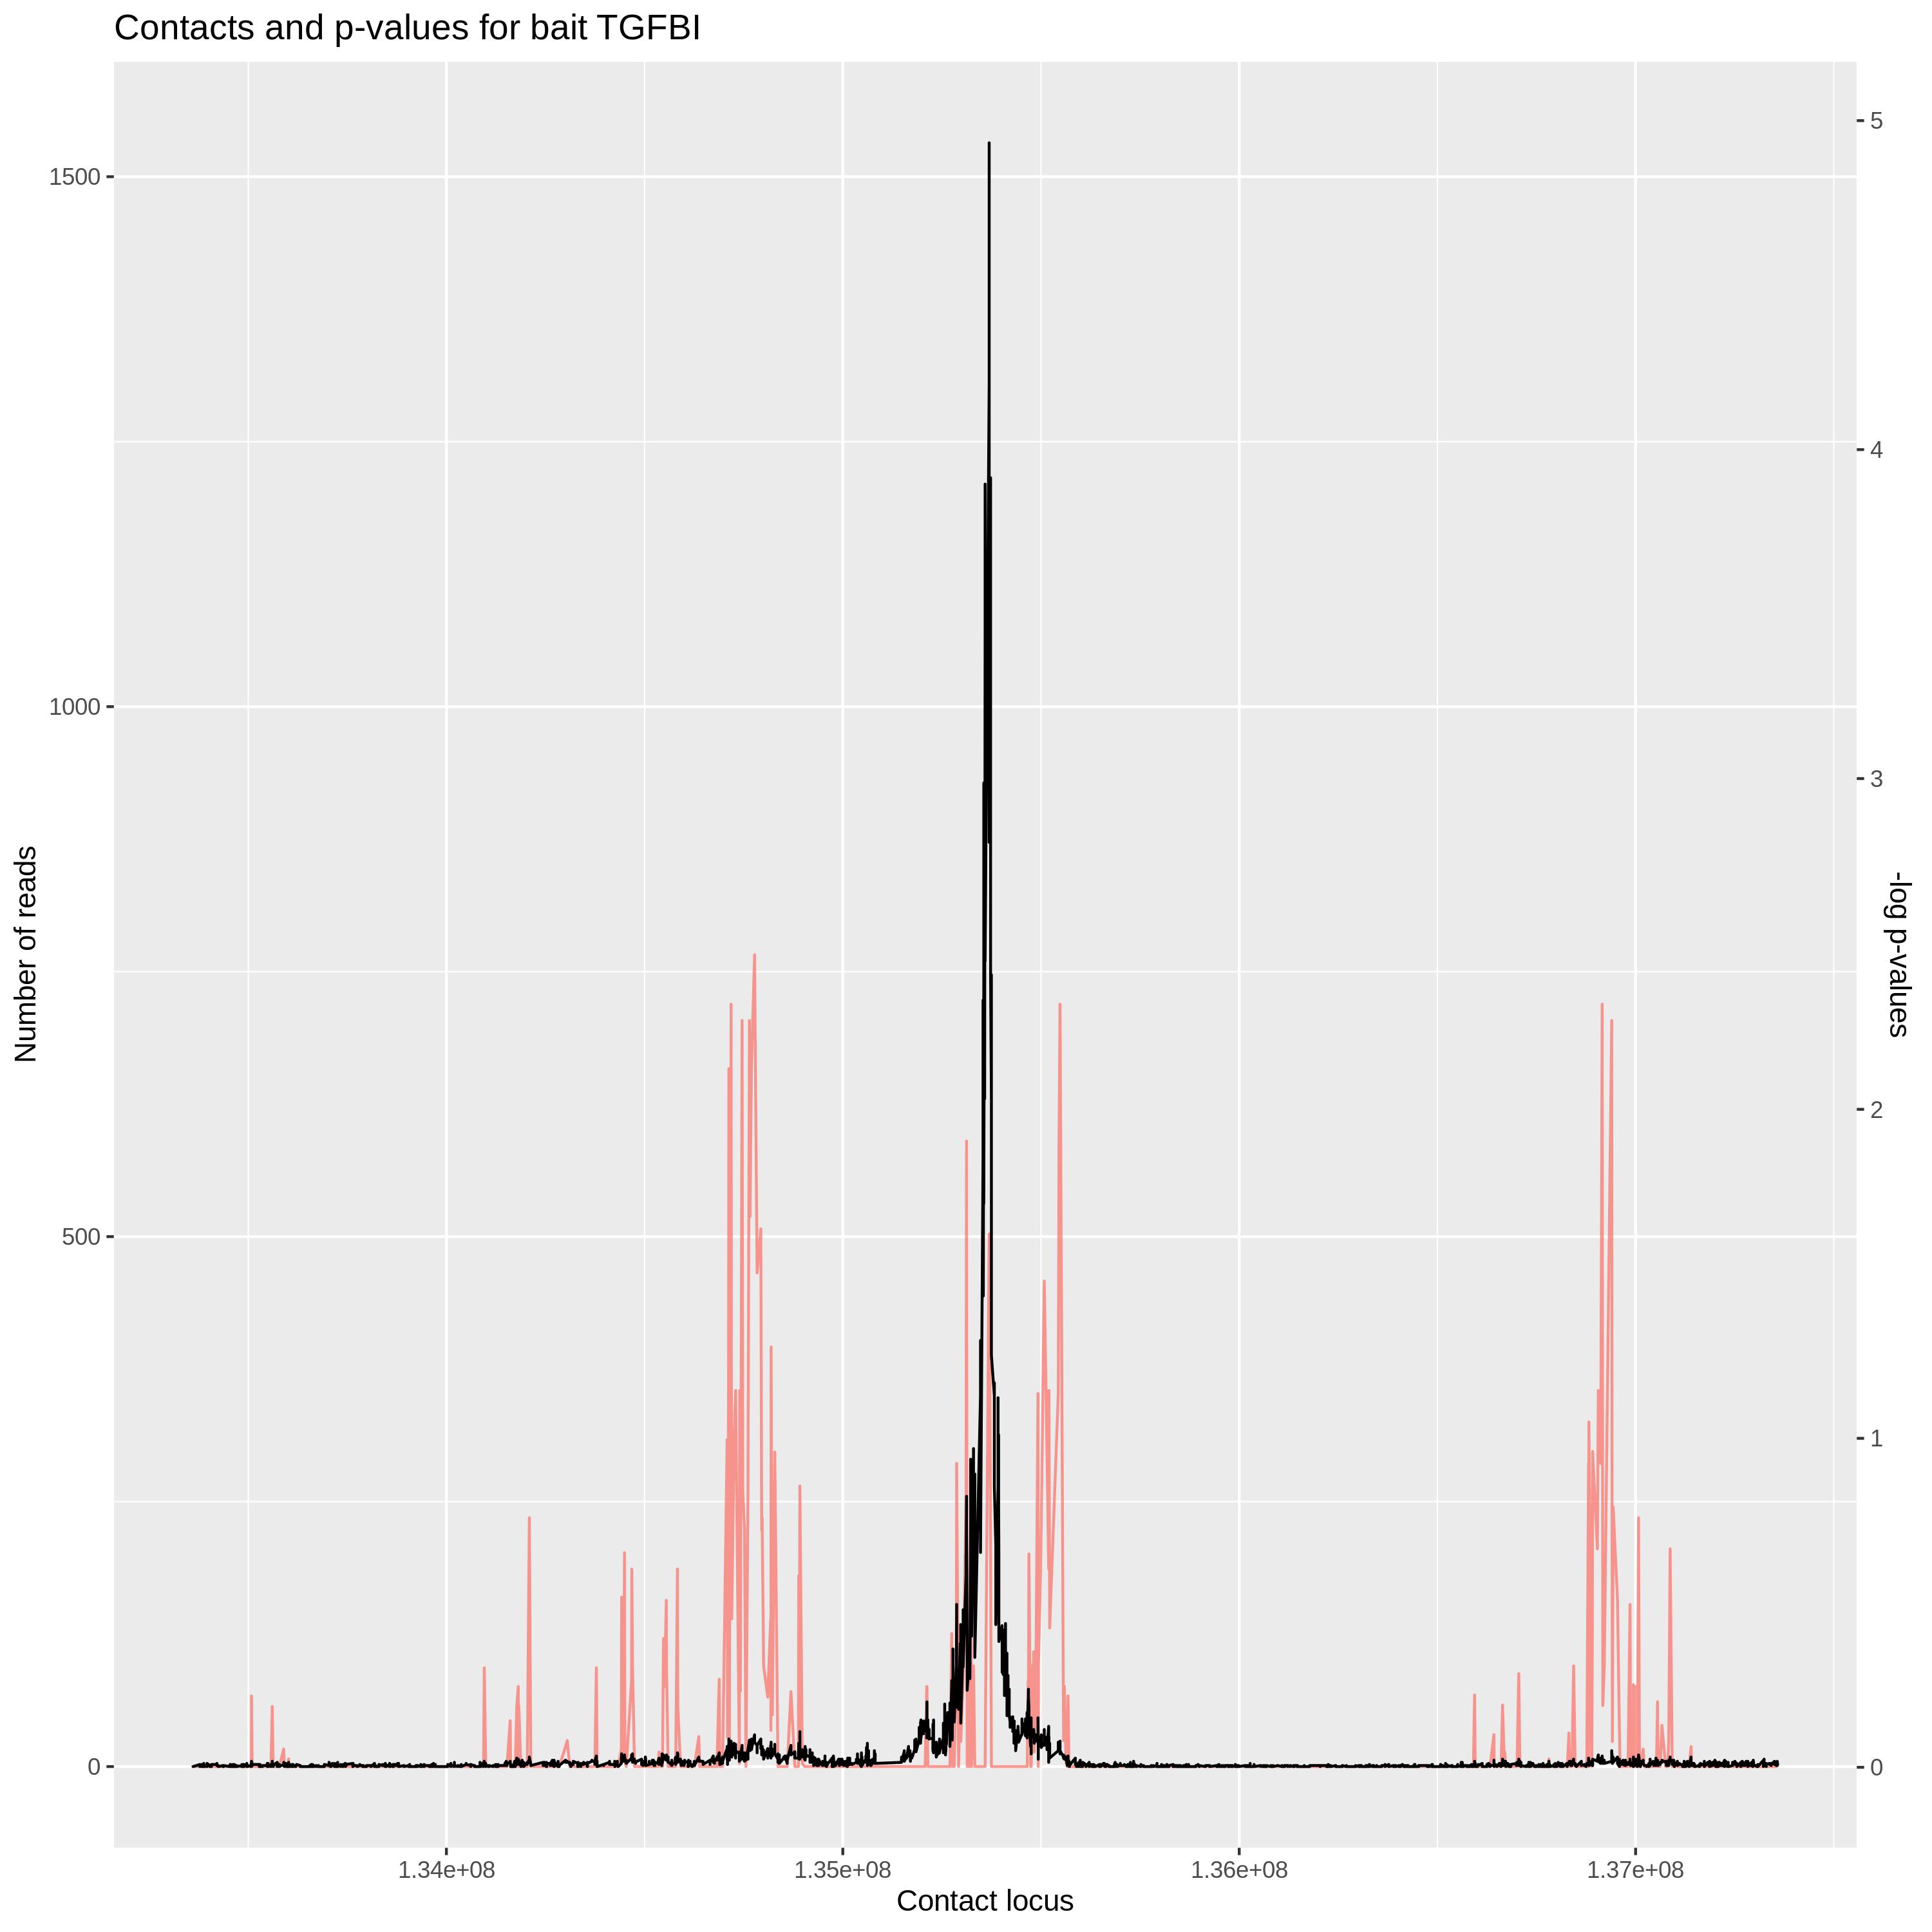 Contacts and p-values for bait TGFBI
1500
1000
500
0
Number of reads
5
4
3
2
1
0
-log p-values
1.34e+08
1.35e+08
1.36e+08
1.37e+08
Contact locus